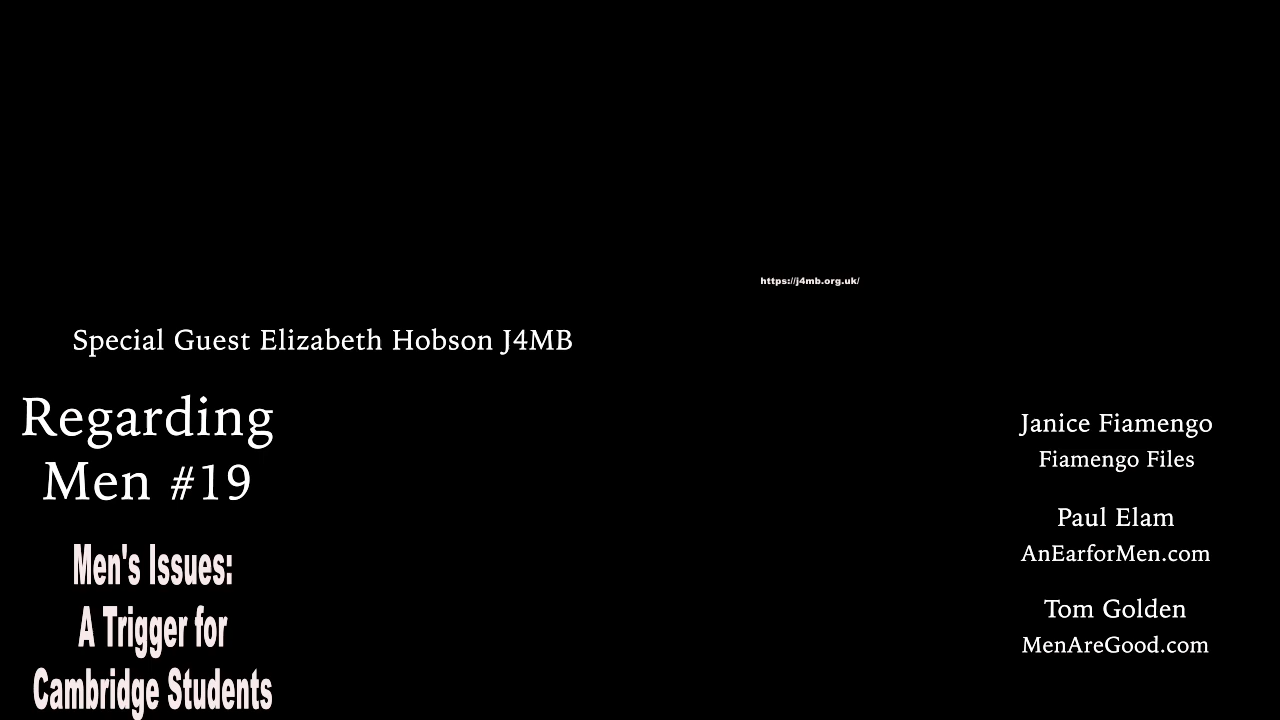 https://j4mb.org.uk/
Special Guest Elizabeth Hobson J4MB
Regarding
Men #19
Men's Issues:
A Trigger for
Cambridge Students
Janice Fiamengo
Fiamengo Files
Paul Elam
AnEarforMen.com
Tom Golden
MenAreGood.com